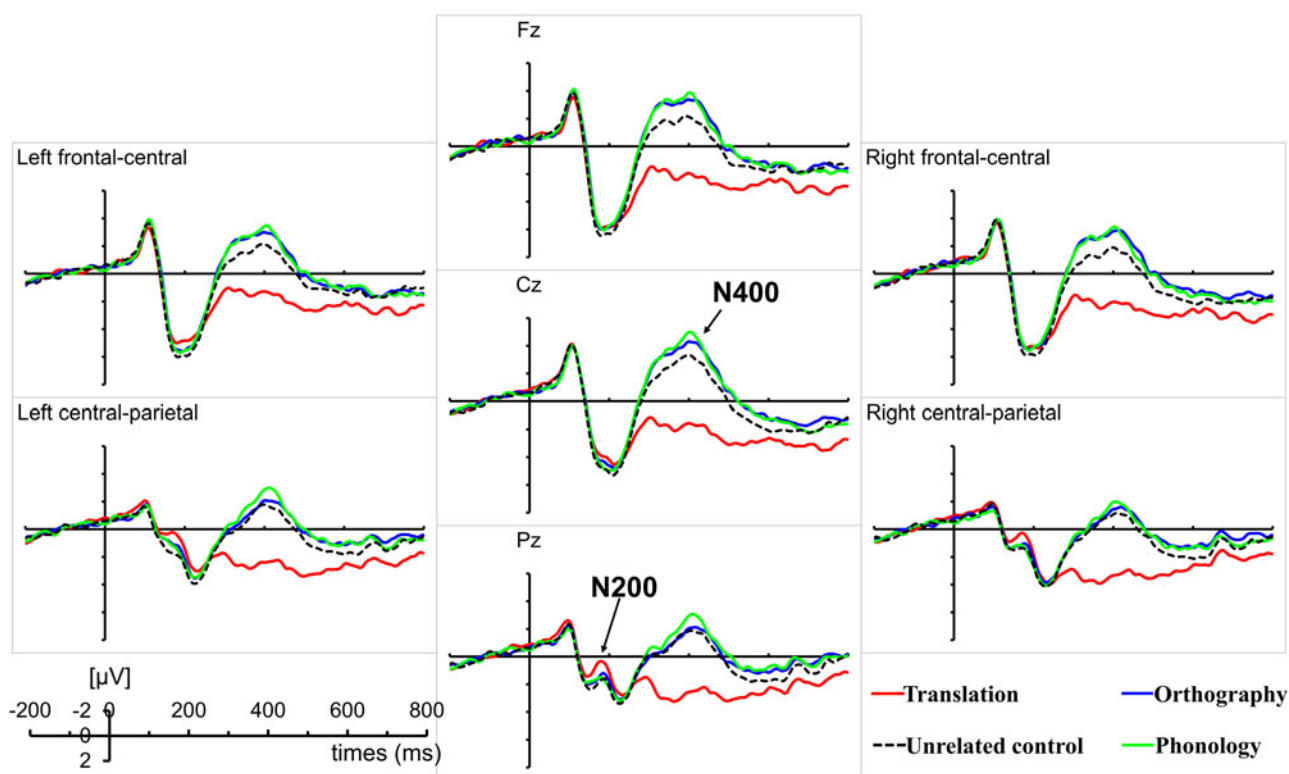 Fz
Left frontal-central
Right frontal-central
Cz
N400
Left central-parietal
Right central-parietal
Pz
N200
[µV]
-200 -2 0 200 400 600 800
0
2
times (ms)
Translation
Orthography
Unrelated control
Phonology